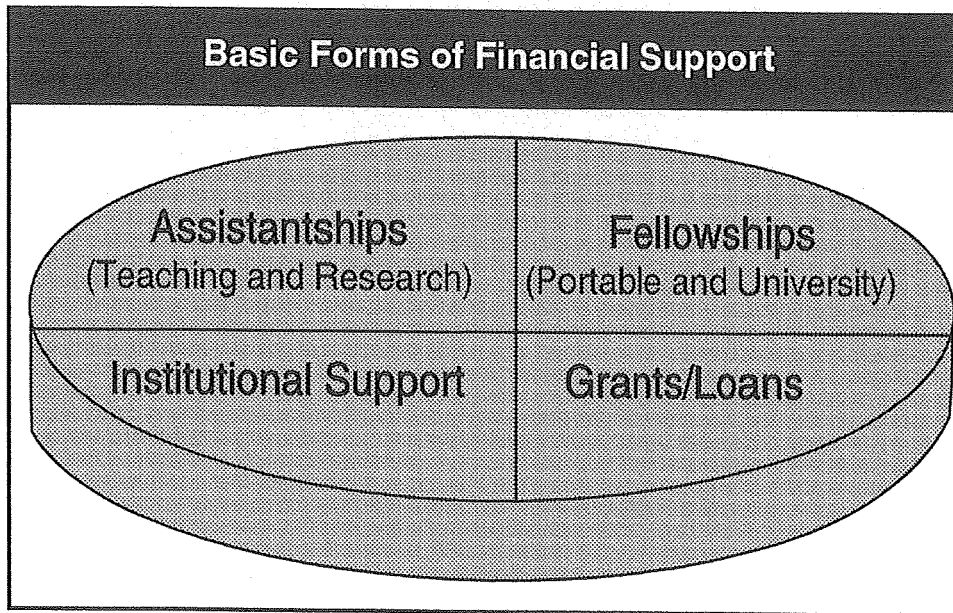 Basic Forms of Financial Support
Assistantships
(Teaching and Research)
Fellowships
(Portable and University)
Institutional Support
Grants/Loans